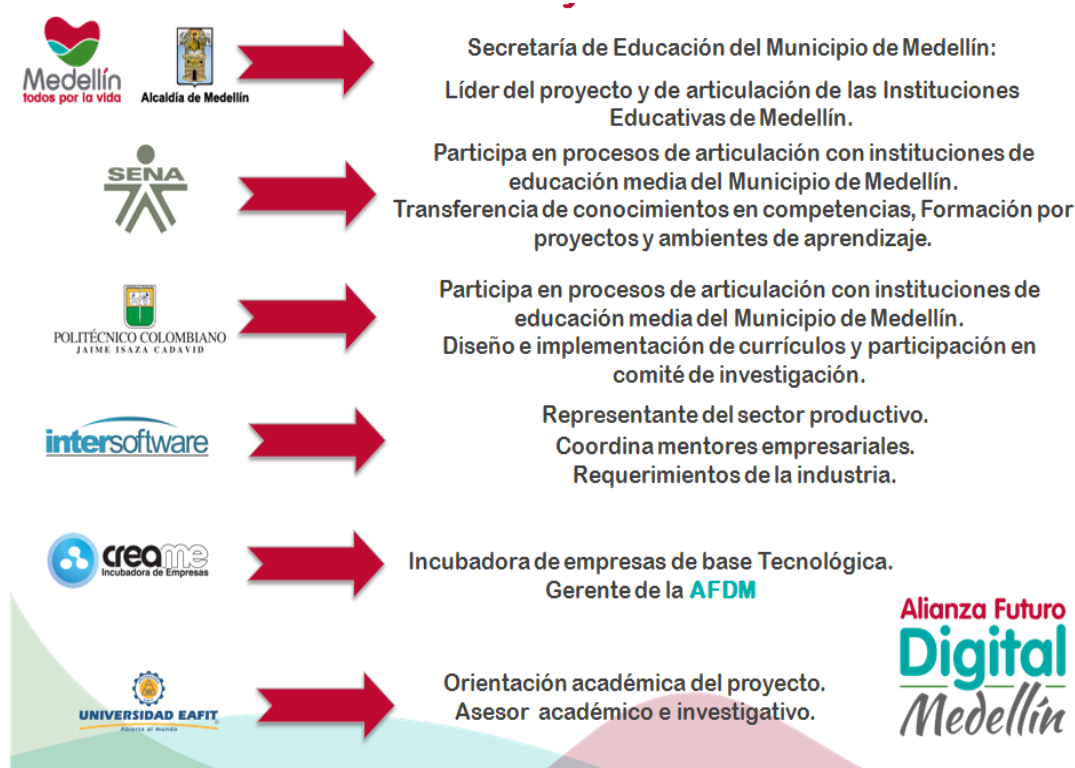 Medellín
todos por la vida
Alcaldía de Medellín
Secretaría de Educación del Municipio de Medellín:
Líder del proyecto y de articulación de las Instituciones
Educativas de Medellín.
SENA
Participa en procesos de articulación con instituciones de
educación media del Municipio de Medellín.
Transferencia de conocimientos en competencias, Formación por
proyectos y ambientes de aprendizaje.
POLITÉCNICO COLOMBIANO
JAIME ISAZA CADAVID
Participa en procesos de articulación con instituciones de
educación media del Municipio de Medellín.
Diseño e implementación de currículos y participación en
comité de investigación.
intersoftware
Representante del sector productivo.
Coordina mentores empresariales.
Requerimientos de la industria.
creame
Incubadora de Empresas
Incubadora de empresas de base Tecnológica.
Gerente de la AFDM
UNIVERSIDAD EAFIT
Abierta al mundo
Orientación académica del proyecto.
Asesor académico e investigativo.
Alianza Futuro
Digital
Medellín